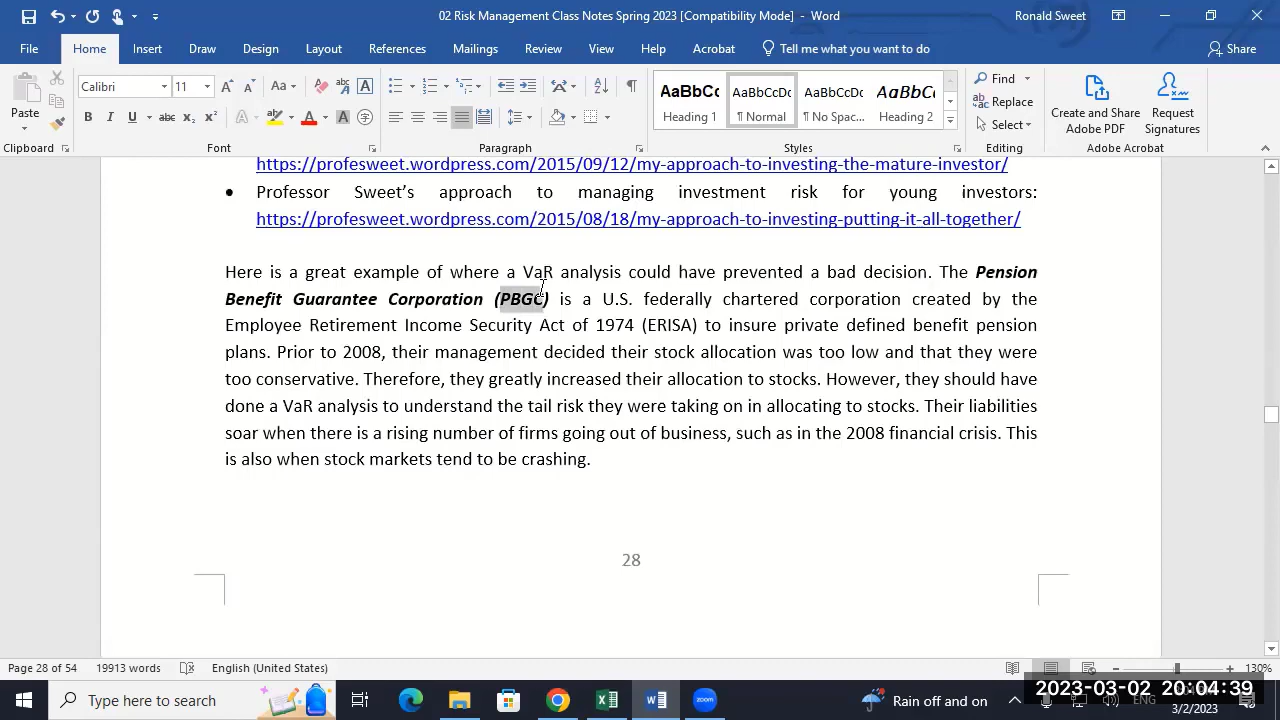 02 Risk Management Class Notes Spring 2023 [Compatibility Mode] - Word
Ronald Sweet
File Home Insert Draw Design Layout References Mailings Review View Help Acrobat Tell me what you want to do Share
Paste
Calibri 11
Aa
A
B I U abc x₂ x² A A A
AaBbCc AaBbCcDc AaBbCcDc AaBbCc
Heading 1 ¶ Normal ¶ No Spac... Heading 2
Find
Replace
Select
Create and Share
Adobe PDF
Request
Signatures
Clipboard Font Paragraph Styles Editing Adobe Acrobat
https://profesweet.wordpress.com/2015/09/12/my-approach-to-investing-the-mature-investor/
• Professor Sweet’s approach to managing investment risk for young investors:
https://profesweet.wordpress.com/2015/08/18/my-approach-to-investing-putting-it-all-together/
Here is a great example of where a VaR analysis could have prevented a bad decision. The Pension
Benefit Guarantee Corporation (PBGC) is a U.S. federally chartered corporation created by the
Employee Retirement Income Security Act of 1974 (ERISA) to insure private defined benefit pension
plans. Prior to 2008, their management decided their stock allocation was too low and that they were
too conservative. Therefore, they greatly increased their allocation to stocks. However, they should have
done a VaR analysis to understand the tail risk they were taking on in allocating to stocks. Their liabilities
soar when there is a rising number of firms going out of business, such as in the 2008 financial crisis. This
is also when stock markets tend to be crashing.
28
Page 28 of 54 19913 words English (United States) 130%
Type here to search
zoom
Rain off and on
ENG
2023-03-02 20:04:39
3/2/2023